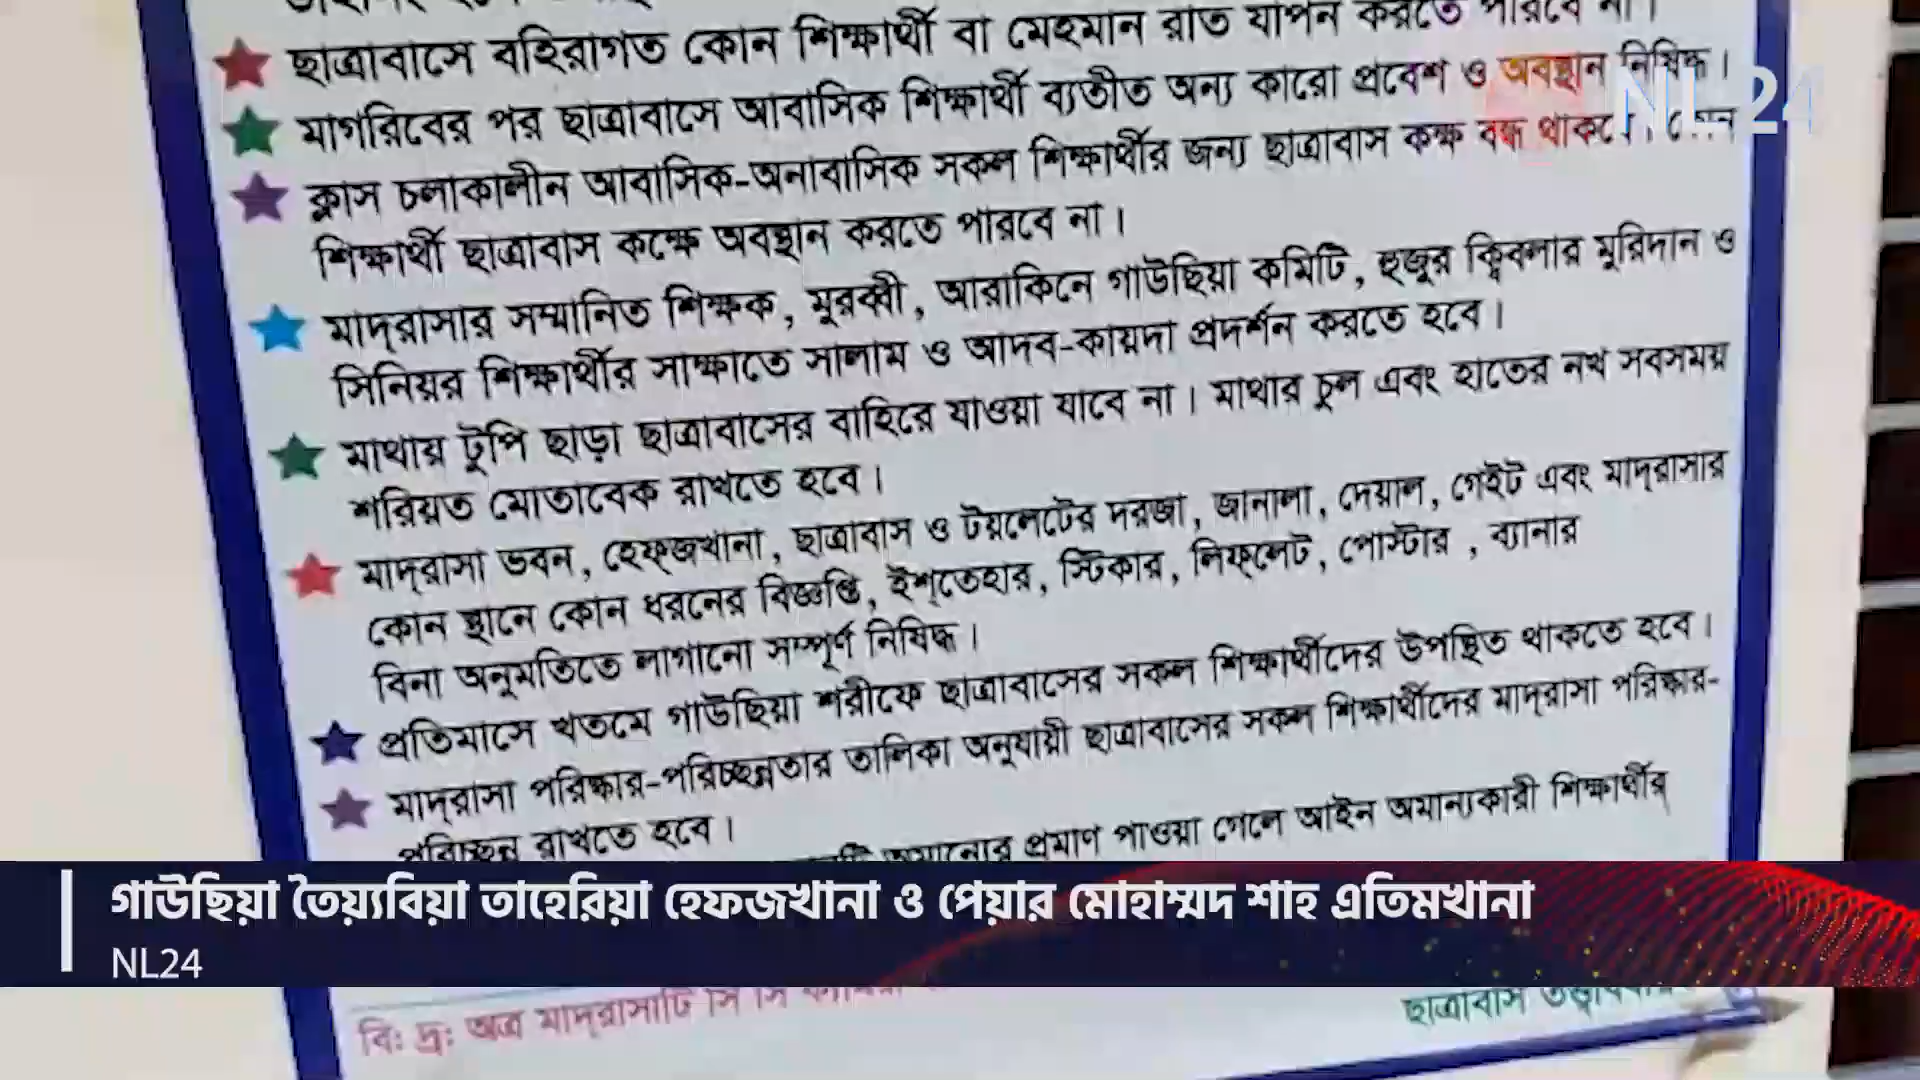 ছাত্রাবাসে বহিরাগত কোন শিক্ষার্থী বা মেহমান রাত যাপন করতে পারবে না।
মাগরিবের পর ছাত্রাবাসে আবাসিক শিক্ষার্থী ব্যতীত অন্য কারো প্রবেশ ও অবস্থান নিষিদ্ধ।
NL 24
ক্লাস চলাকালীন আবাসিক-অনাবাসিক সকল শিক্ষার্থীর জন্য ছাত্রাবাস কক্ষ বন্ধ থাকবে। কোন
শিক্ষার্থী ছাত্রাবাস কক্ষে অবস্থান করতে পারবে না।
মাদ্‌রাসার সম্মানিত শিক্ষক, মুরব্বী, আরাকিনে গাউছিয়া কমিটি, হুজুর ক্বিবলার মুরিদান ও
সিনিয়র শিক্ষার্থীর সাক্ষাতে সালাম ও আদব-কায়দা প্রদর্শন করতে হবে।
মাথায় টুপি ছাড়া ছাত্রাবাসের বাহিরে যাওয়া যাবে না। মাথার চুল এবং হাতের নখ সবসময়
শরিয়ত মোতাবেক রাখতে হবে।
মাদ্‌রাসা ভবন, হেফ্‌জখানা, ছাত্রাবাস ও টয়লেটের দরজা, জানালা, দেয়াল, গেইট এবং মাদ্‌রাসার
কোন স্থানে কোন ধরনের বিজ্ঞপ্তি, ইশ্‌তেহার, স্টিকার, লিফ্‌লেট, পোস্টার , ব্যানার
বিনা অনুমতিতে লাগানো সম্পূর্ণ নিষিদ্ধ।
প্রতিমাসে খতমে গাউছিয়া শরীফে ছাত্রাবাসের সকল শিক্ষার্থীদের উপস্থিত থাকতে হবে।
মাদ্‌রাসা পরিষ্কার-পরিচ্ছন্নতার তালিকা অনুযায়ী ছাত্রাবাসের সকল শিক্ষার্থীদের মাদ্‌রাসা পরিষ্কার-
পরিচ্ছন্ন রাখতে হবে।
প্রমাণ পাওয়া গেলে আইন অমান্যকারী শিক্ষার্থীর
গাউছিয়া তৈয়্যবিয়া তাহেরিয়া হেফজখানা ও পেয়ার মোহাম্মদ শাহ এতিমখানা
NL24
বি: দ্র: অত্র মাদ্‌রাসাটি সি সি
ছাত্রাবাস